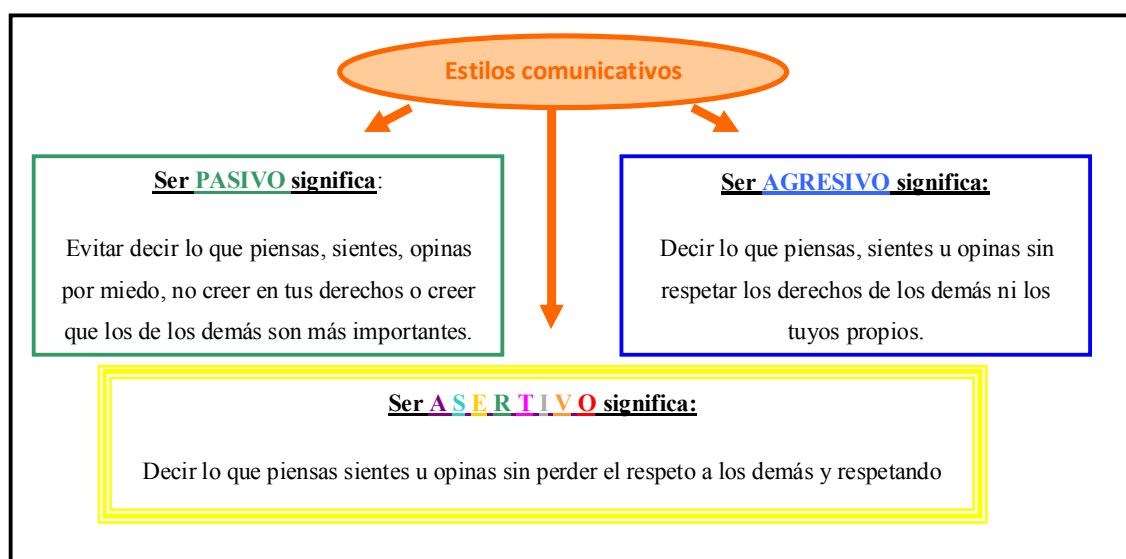 Estilos comunicativos
Ser PASIVO significa:
Evitar decir lo que piensas, sientes, opinas
por miedo, no creer en tus derechos o creer
que los de los demás son más importantes.
Ser AGRESIVO significa:
Decir lo que piensas, sientes u opinas sin
respetar los derechos de los demás ni los
tuyos propios.
Ser A S E R T I V O significa:
Decir lo que piensas sientes u opinas sin perder el respeto a los demás y respetando